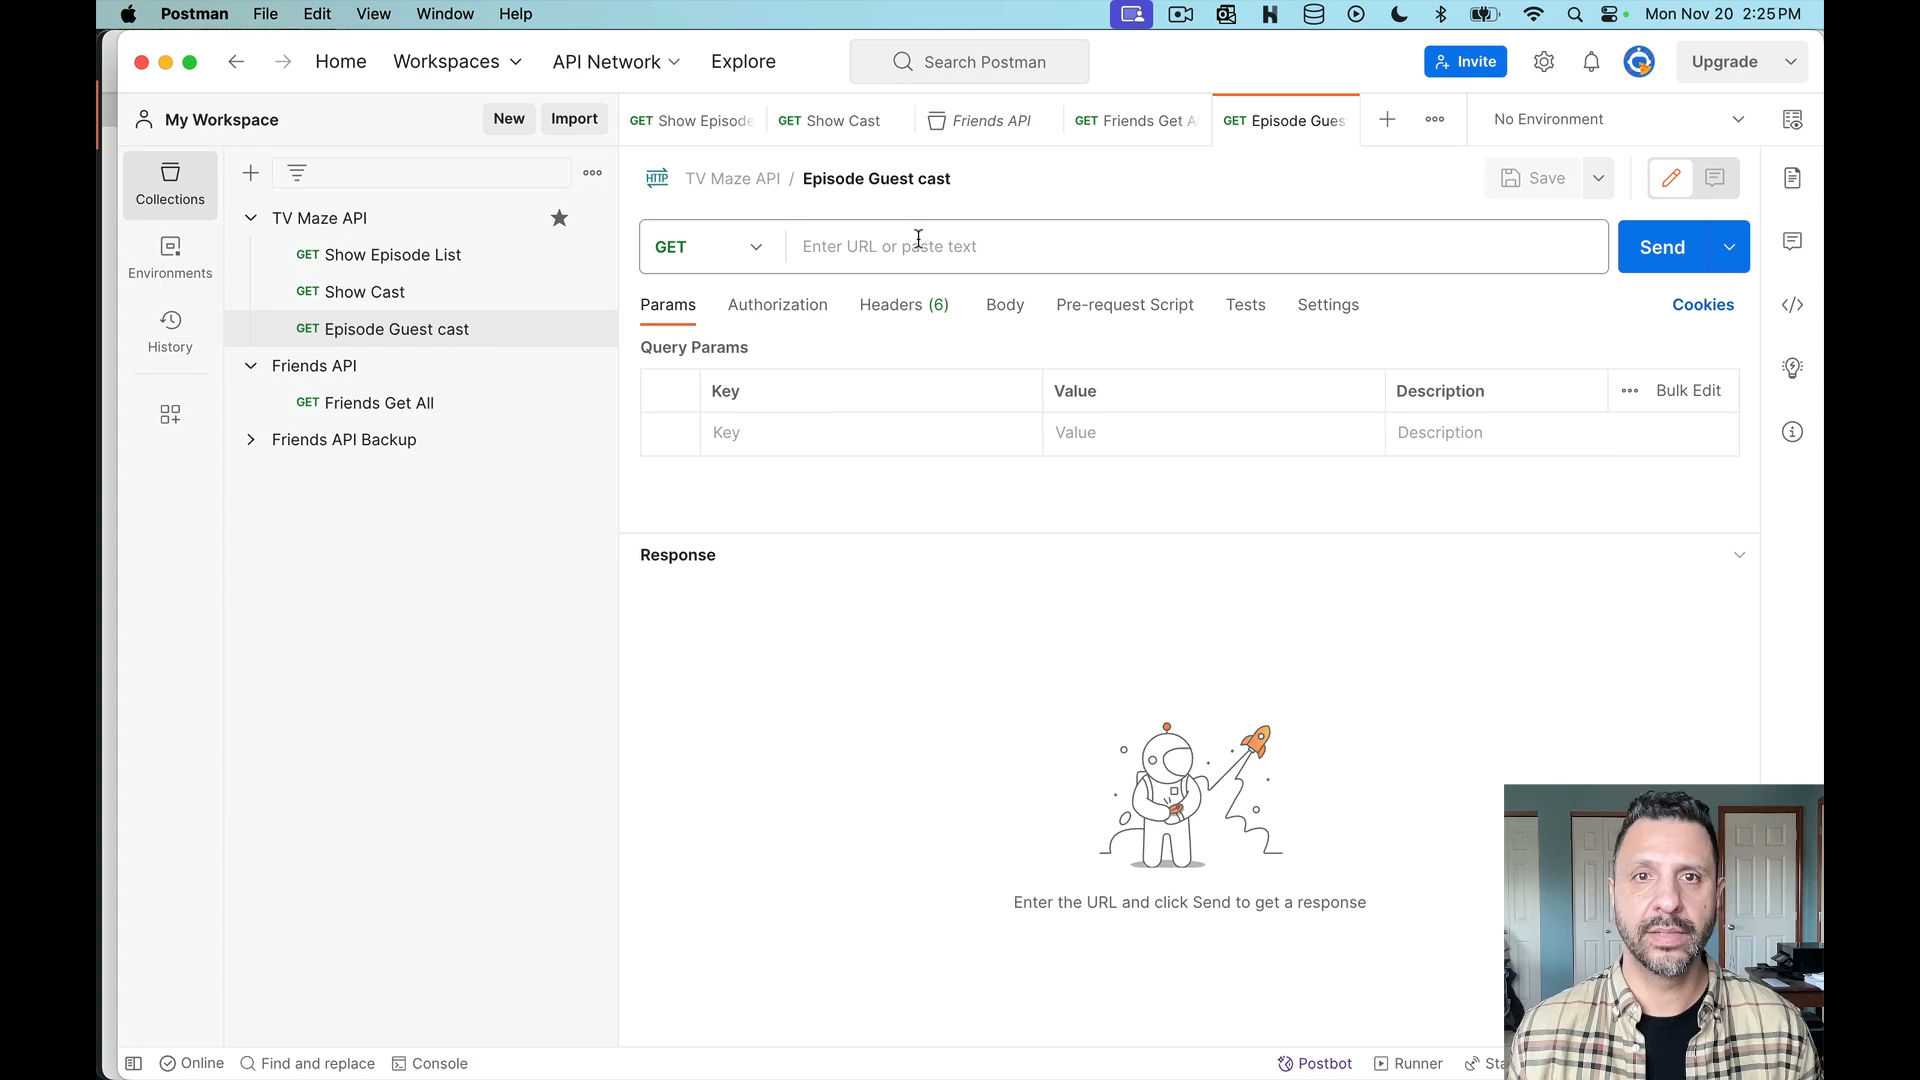 Postman File Edit View Window Help
Mon Nov 20 2:25 PM
Home Workspaces API Network Explore
Search Postman
Invite
Upgrade
My Workspace
New Import
GET Show Episode
GET Show Cast
Friends API
GET Friends Get A
GET Episode Gues
No Environment
Collections
Environments
History
TV Maze API
GET Show Episode List
GET Show Cast
GET Episode Guest cast
Friends API
GET Friends Get All
Friends API Backup
HTTP TV Maze API / Episode Guest cast
Save
GET Enter URL or paste text
Send
Params Authorization Headers (6) Body Pre-request Script Tests Settings Cookies
Query Params
Key Value Description Bulk Edit
Key Value Description
Response
Enter the URL and click Send to get a response
Online Find and replace Console
Postbot Runner Sta